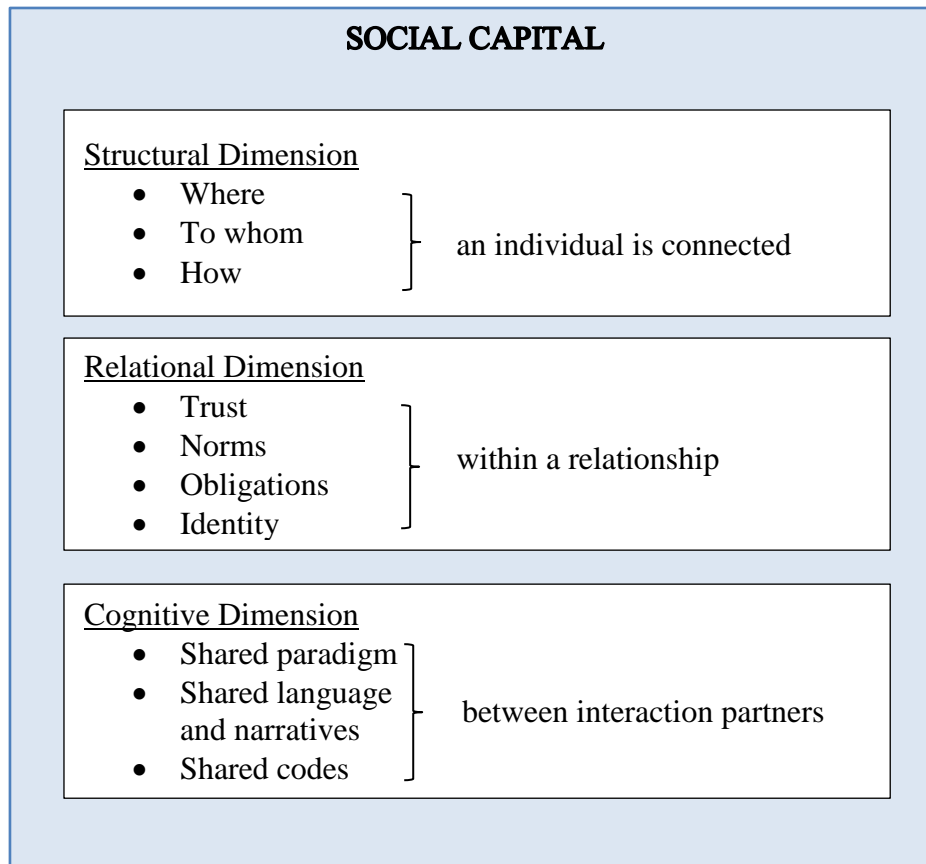 SOCIAL CAPITAL
Structural Dimension
• Where
• To whom
• How
an individual is connected
Relational Dimension
• Trust
• Norms
• Obligations
• Identity
within a relationship
Cognitive Dimension
• Shared paradigm
• Shared language
and narratives
• Shared codes
between interaction partners